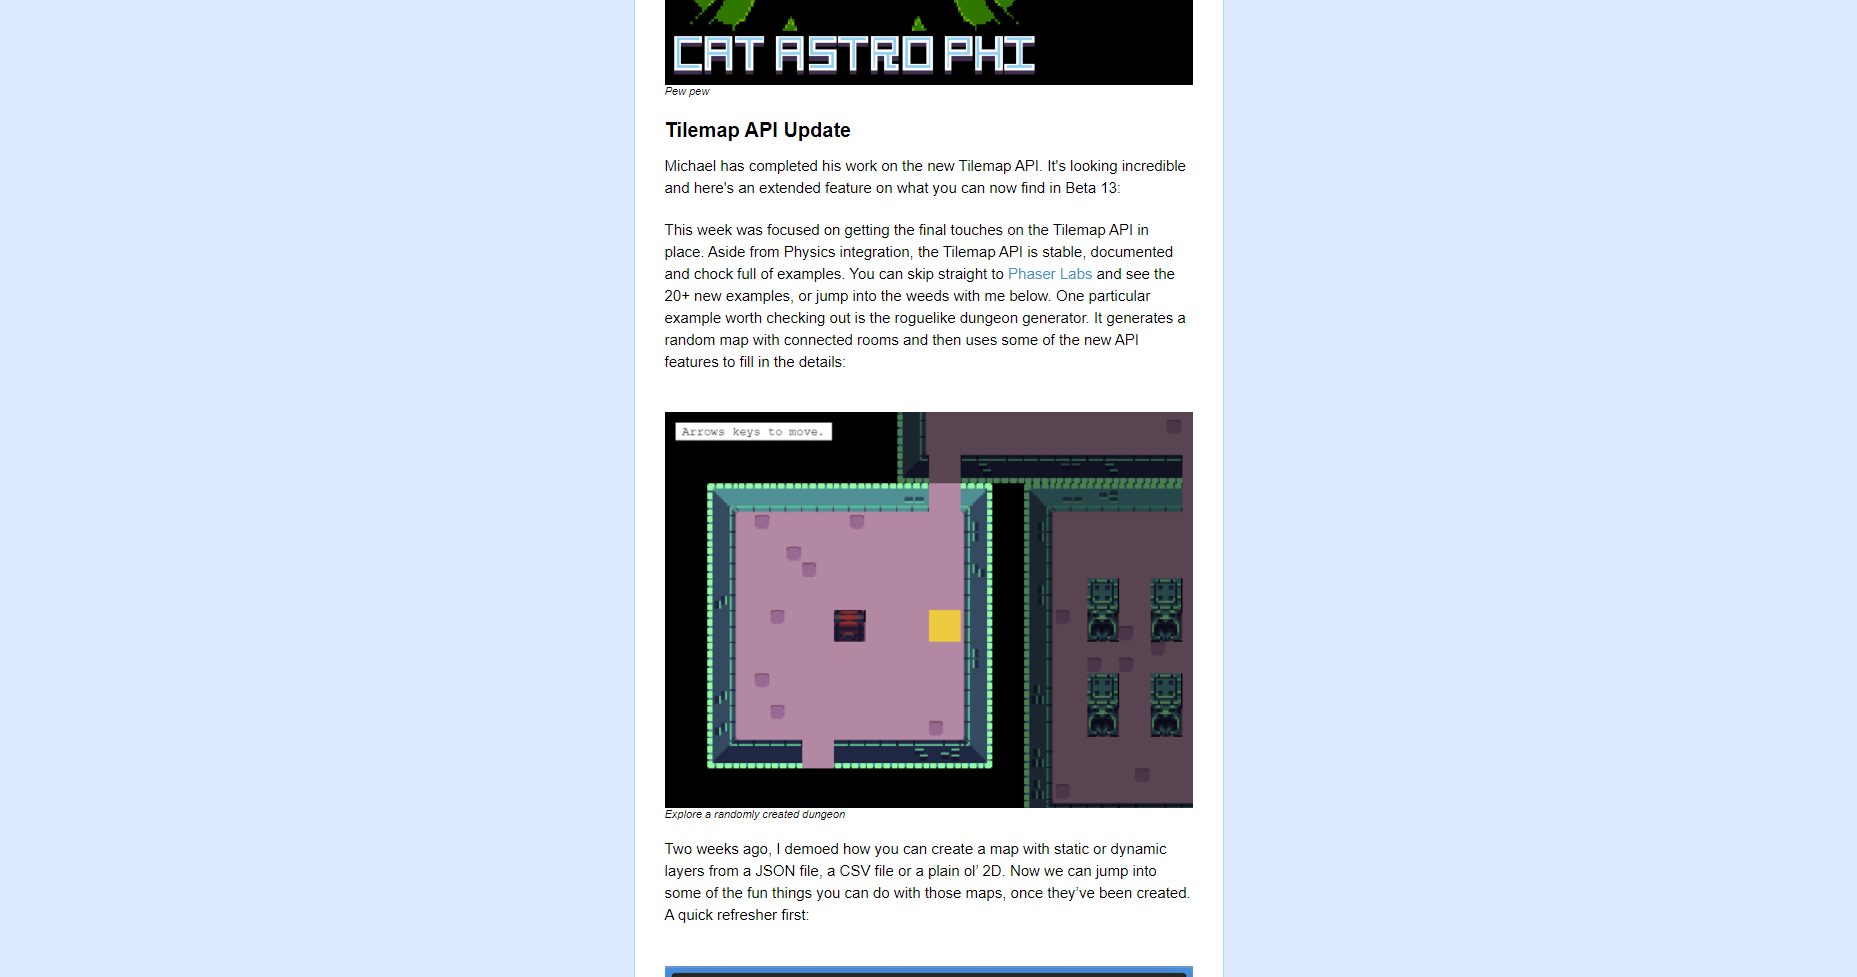 CAT ASTRO PHI
Pew pew
Tilemap API Update
Michael has completed his work on the new Tilemap API. It's looking incredible
and here's an extended feature on what you can now find in Beta 13:
This week was focused on getting the final touches on the Tilemap API in
place. Aside from Physics integration, the Tilemap API is stable, documented
and chock full of examples. You can skip straight to Phaser Labs and see the
20+ new examples, or jump into the weeds with me below. One particular
example worth checking out is the roguelike dungeon generator. It generates a
random map with connected rooms and then uses some of the new API
features to fill in the details:
Arrows keys to move.
Explore a randomly created dungeon
Two weeks ago, I demoed how you can create a map with static or dynamic
layers from a JSON file, a CSV file or a plain ol’ 2D. Now we can jump into
some of the fun things you can do with those maps, once they’ve been created.
A quick refresher first: